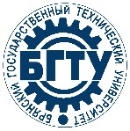 БРЯНСКИЙ ГОСУДАРСТВЕННЫЙ ТЕХНИЧЕСКИЙ УНИВЕРСИТЕТ
БГТУ